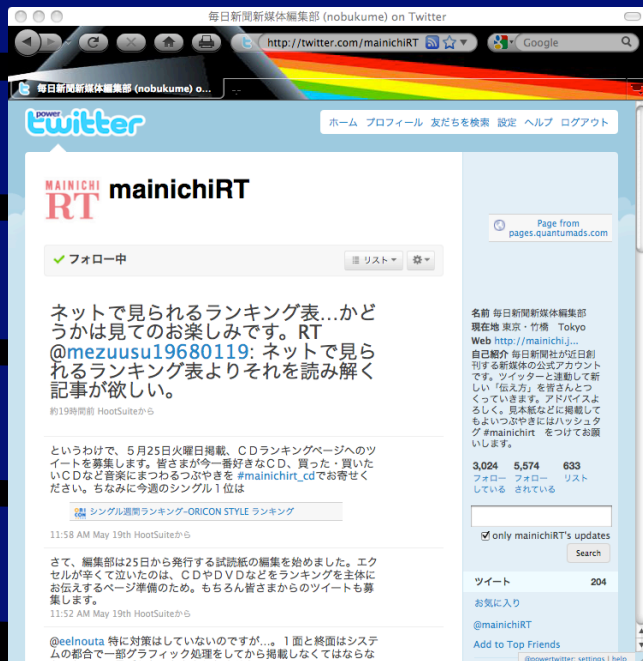 毎日新聞新媒体編集部 (nobukume) on Twitter
http://twitter.com/mainichiRT
Google
毎日新聞新媒体編集部 (nobukume) o...
power
twitter
ホーム プロフィール 友だちを検索 設定 ヘルプ ログアウト
MAINICHI
RT
mainichiRT
Page from
pages.quantumads.com
フォロー中
リスト
ネットで見られるランキング表…かど
うかは見てのお楽しみです。RT
@mezuusu19680119: ネットで見ら
れるランキング表よりそれを読み解く
記事が欲しい。
約19時間前 HootSuiteから
というわけで、５月25日火曜日掲載、ＣＤランキングページへのツ
イートを募集します。皆さまが今一番好きなＣＤ、買った・買いた
いＣＤなど音楽にまつわるつぶやきを #mainichirt_cdでお寄せく
ださい。ちなみに今週のシングル１位は
シングル週間ランキング-ORICON STYLE ランキング
11:58 AM May 19th HootSuiteから
さて、編集部は25日から発行する試読紙の編集を始めました。エク
セルが辛くて泣いたのは、ＣＤやＤＶＤなどをランキングを主体に
お伝えするページ準備のため。もちろん皆さまからのツイートも募
集します。
11:52 AM May 19th HootSuiteから
@eelnouta 特に対策はしていないのですが…。１面と終面はシステ
ムの都合で一部グラフィック処理をしてから掲載しなくてはならな
名前 毎日新聞新媒体編集部
現在地 東京・竹橋 Tokyo
Web http://mainichi.j...
自己紹介 毎日新聞社が近日創
刊する新媒体の公式アカウント
です。ツイッターと連動して新
しい「伝え方」を皆さんとつ
くっていきます。アドバイスよ
ろしく。見本紙などに掲載して
もよいつぶやきにはハッシュタ
グ #mainichirt をつけてお願
いします。
3,024 5,574 633
フォロー フォロー リスト
している されている
only mainichiRT's updates
Search
ツイート 204
お気に入り
@mainichiRT
Add to Top Friends
@powertwitter: settings | help